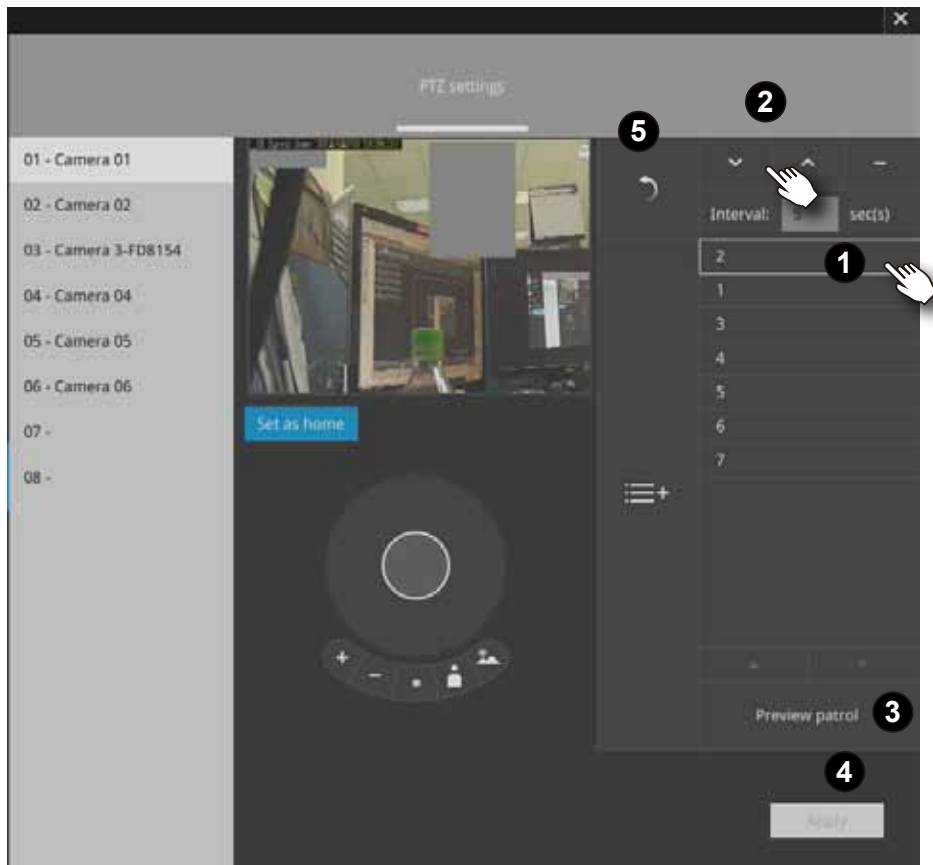 PTZ settings
2
5
01 - Camera 01
02 - Camera 02
03 - Camera 3-FD8154
04 - Camera 04
05 - Camera 05
06 - Camera 06
07 -
08 -
Set as home
Interval: 5 sec(s)
1
2
1
3
4
5
6
7
Preview patrol
3
4
Apply